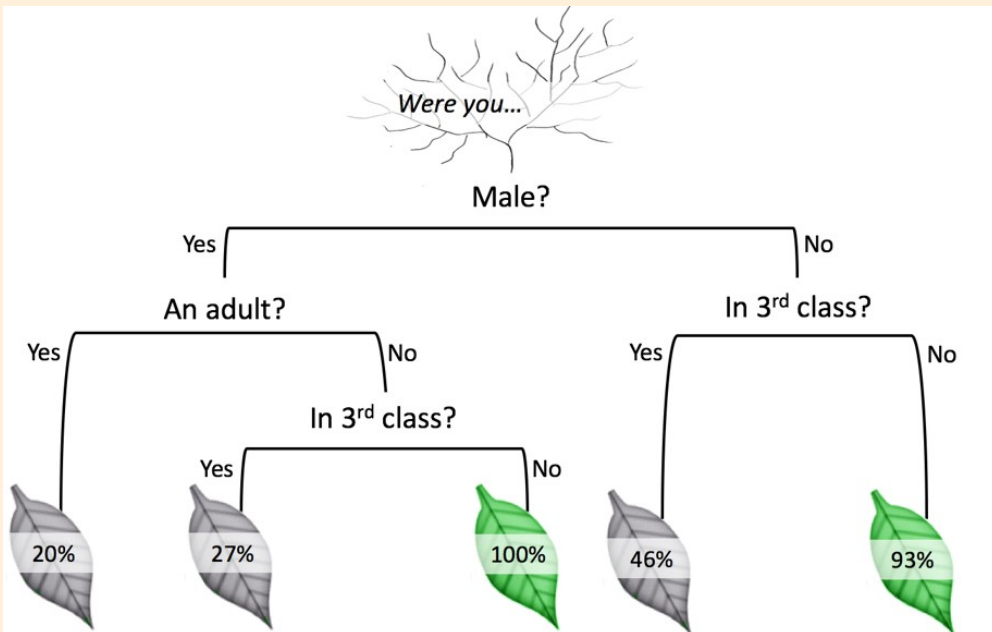 Were you...
Male?
Yes
No
An adult?
In 3rd class?
Yes
No
Yes
No
In 3rd class?
Yes
No
20%
27%
100%
46%
93%